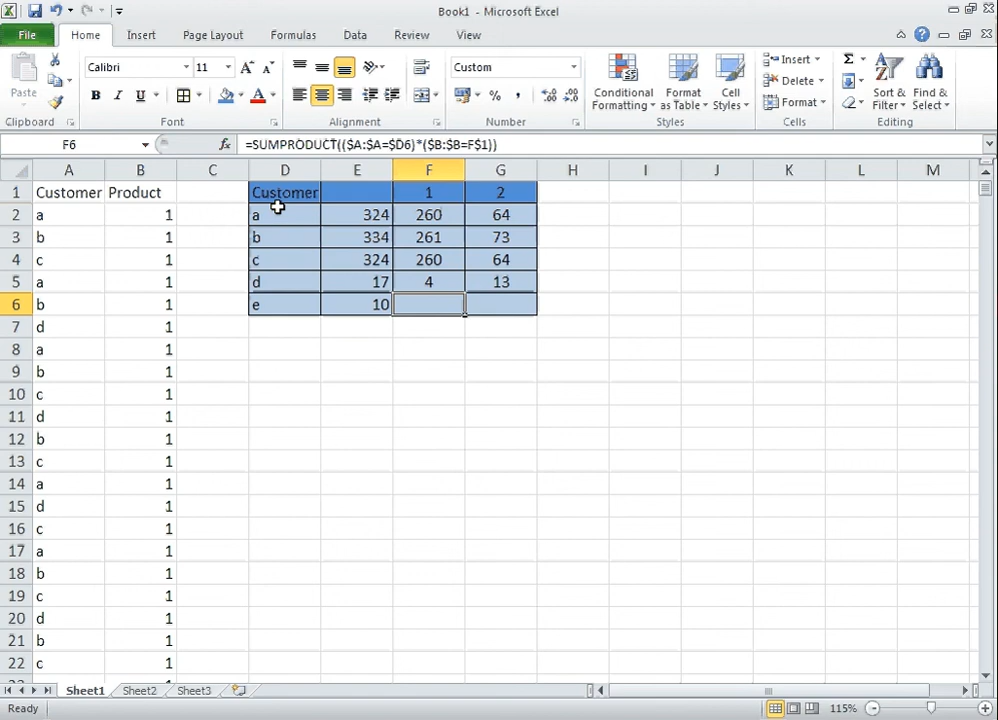 Book1 - Microsoft Excel
File Home Insert Page Layout Formulas Data Review View
Paste
Calibri 11
Custom
Conditional Formatting
Format as Table
Cell Styles
Insert
Delete
Format
Sort & Filter
Find & Select
Clipboard Font Alignment Number Styles Cells Editing
F6 fx =SUMPRODUCT(($A:$A=$D6)*($B:$B=F$1))
A B C D E F G H I J K L M
1 Customer Product Customer 1 2
2 a 1 a 324 260 64
3 b 1 b 334 261 73
4 c 1 c 324 260 64
5 a 1 d 17 4 13
6 b 1 e 10
7 d 1
8 a 1
9 b 1
10 c 1
11 d 1
12 b 1
13 c 1
14 a 1
15 d 1
16 c 1
17 a 1
18 b 1
19 c 1
20 d 1
21 b 1
22 c 1
Sheet1 Sheet2 Sheet3
Ready 115%